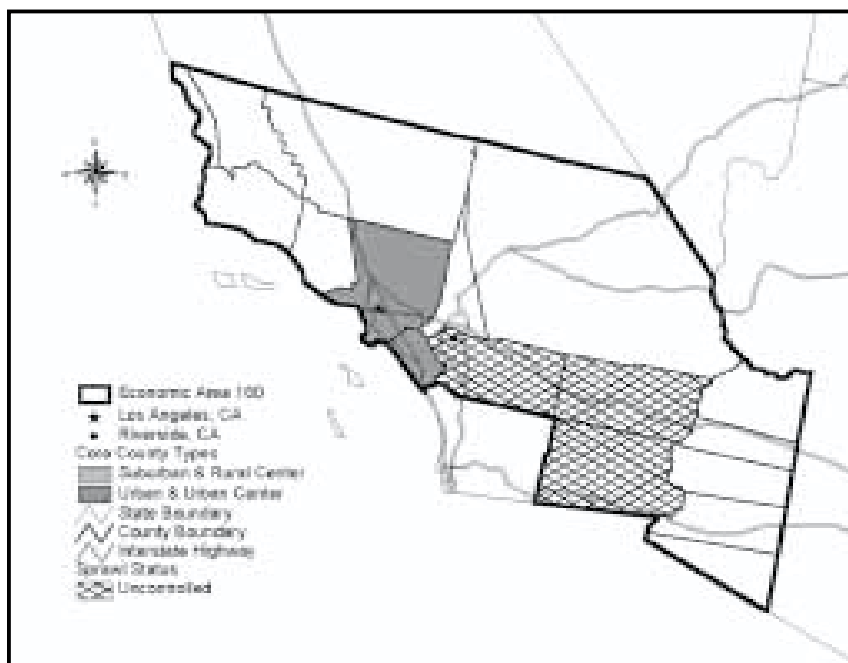 Economic Area 160
Los Angeles, CA
Riverside, CA
Core County Types
Suburban & Rural Center
Urban & Urban Center
State Boundary
County Boundary
Interstate Highway
Sprawl Status
Uncontrolled